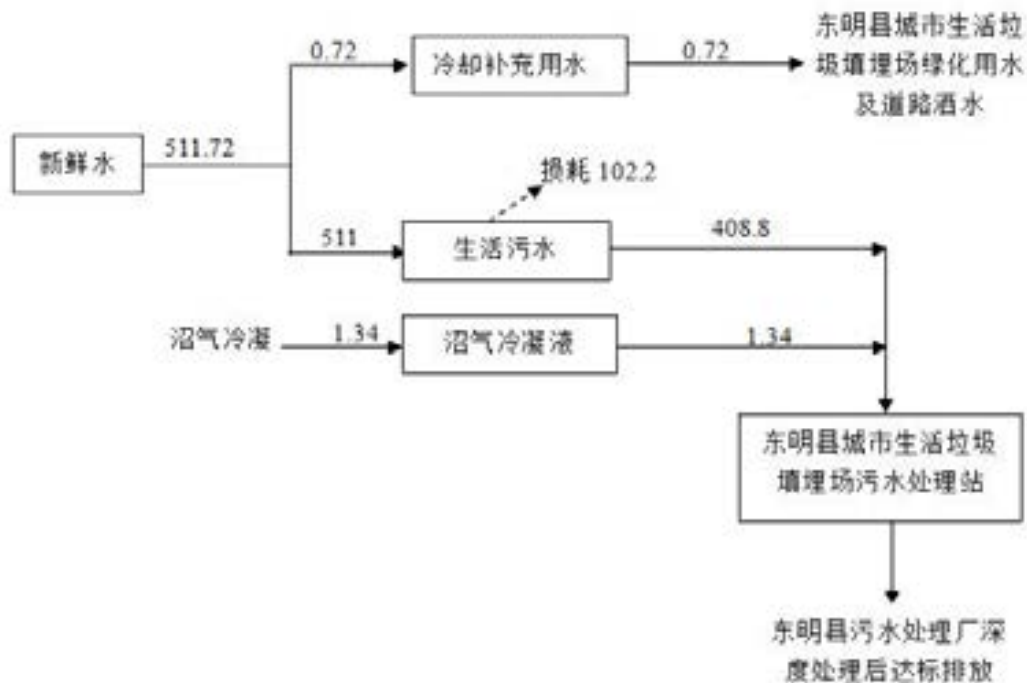 0.72
冷却补充用水
0.72
东明县城市生活垃
圾填埋场绿化用水
及道路洒水
新鲜水
511.72
损耗 102.2
511
生活污水
408.8
沼气冷凝
1.34
沼气冷凝液
1.34
东明县城市生活垃圾
填埋场污水处理站
东明县污水处理厂深
度处理后达标排放